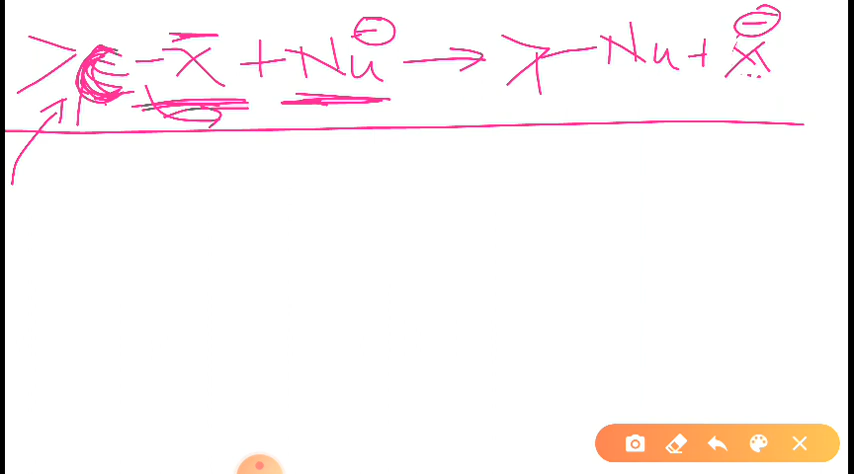 C-X + Nu⊖ → Nu + X⊖